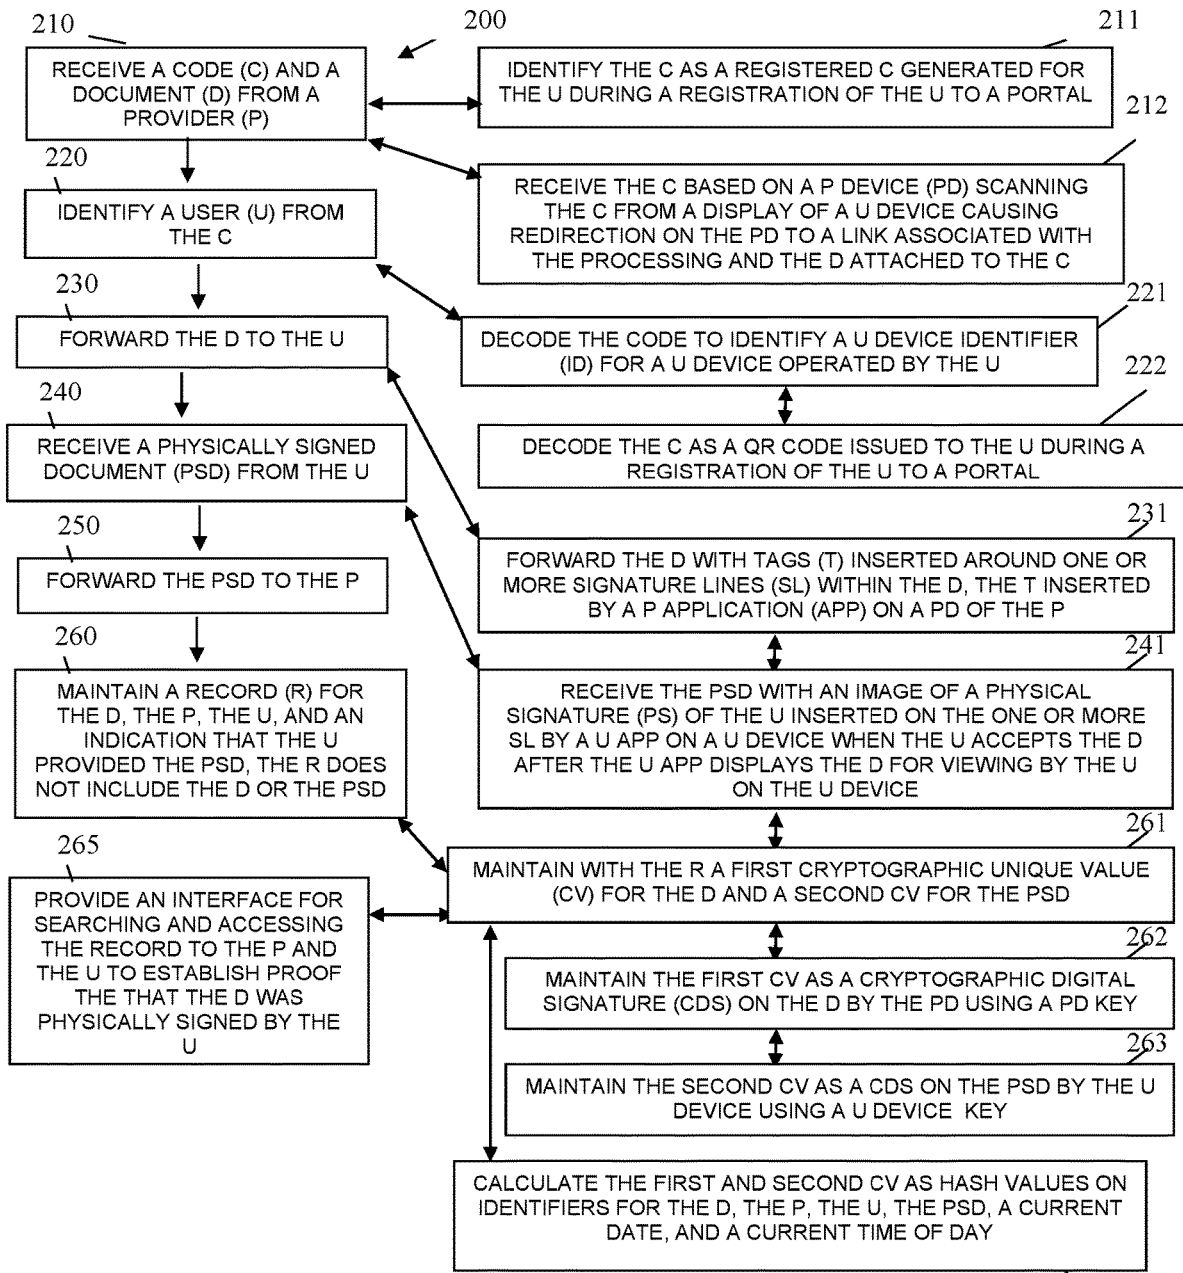 210
200
211
RECEIVE A CODE (C) AND A
DOCUMENT (D) FROM A
PROVIDER (P)
IDENTIFY THE C AS A REGISTERED C GENERATED FOR
THE U DURING A REGISTRATION OF THE U TO A PORTAL
212
220
IDENTIFY A USER (U) FROM
THE C
RECEIVE THE C BASED ON A P DEVICE (PD) SCANNING
THE C FROM A DISPLAY OF A U DEVICE CAUSING
REDIRECTION ON THE PD TO A LINK ASSOCIATED WITH
THE PROCESSING AND THE D ATTACHED TO THE C
230
FORWARD THE D TO THE U
221
DECODE THE CODE TO IDENTIFY A U DEVICE IDENTIFIER
(ID) FOR A U DEVICE OPERATED BY THE U
222
240
RECEIVE A PHYSICALLY SIGNED
DOCUMENT (PSD) FROM THE U
DECODE THE C AS A QR CODE ISSUED TO THE U DURING A
REGISTRATION OF THE U TO A PORTAL
231
250
FORWARD THE PSD TO THE P
FORWARD THE D WITH TAGS (T) INSERTED AROUND ONE OR
MORE SIGNATURE LINES (SL) WITHIN THE D, THE T INSERTED
BY A P APPLICATION (APP) ON A PD OF THE P
260
MAINTAIN A RECORD (R) FOR
THE D, THE P, THE U, AND AN
INDICATION THAT THE U
PROVIDED THE PSD, THE R DOES
NOT INCLUDE THE D OR THE PSD
241
RECEIVE THE PSD WITH AN IMAGE OF A PHYSICAL
SIGNATURE (PS) OF THE U INSERTED ON THE ONE OR MORE
SL BY A U APP ON A U DEVICE WHEN THE U ACCEPTS THE D
AFTER THE U APP DISPLAYS THE D FOR VIEWING BY THE U
ON THE U DEVICE
261
MAINTAIN WITH THE R A FIRST CRYPTOGRAPHIC UNIQUE VALUE
(CV) FOR THE D AND A SECOND CV FOR THE PSD
265
PROVIDE AN INTERFACE FOR
SEARCHING AND ACCESSING
THE RECORD TO THE P AND
THE U TO ESTABLISH PROOF
THE THAT THE D WAS
PHYSICALLY SIGNED BY THE
U
262
MAINTAIN THE FIRST CV AS A CRYPTOGRAPHIC DIGITAL
SIGNATURE (CDS) ON THE D BY THE PD USING A PD KEY
263
MAINTAIN THE SECOND CV AS A CDS ON THE PSD BY THE U
DEVICE USING A U DEVICE KEY
CALCULATE THE FIRST AND SECOND CV AS HASH VALUES ON
IDENTIFIERS FOR THE D, THE P, THE U, THE PSD, A CURRENT
DATE, AND A CURRENT TIME OF DAY